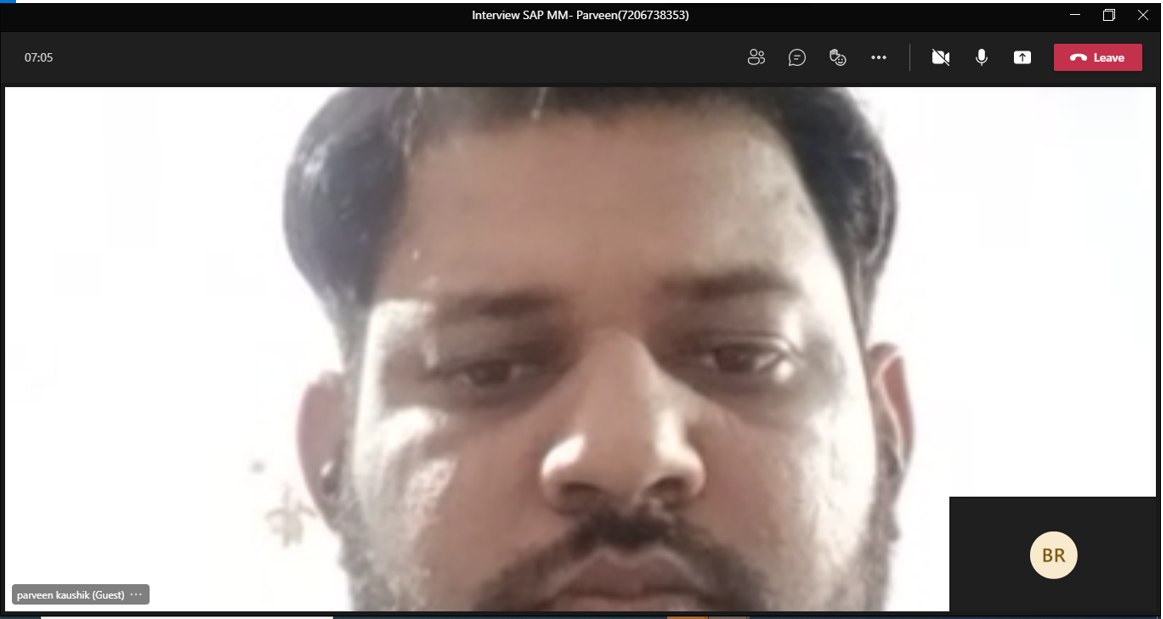 Interview SAP MM- Parveen(7206738353)
07:05
Leave
BR
parveen kaushik (Guest) ···